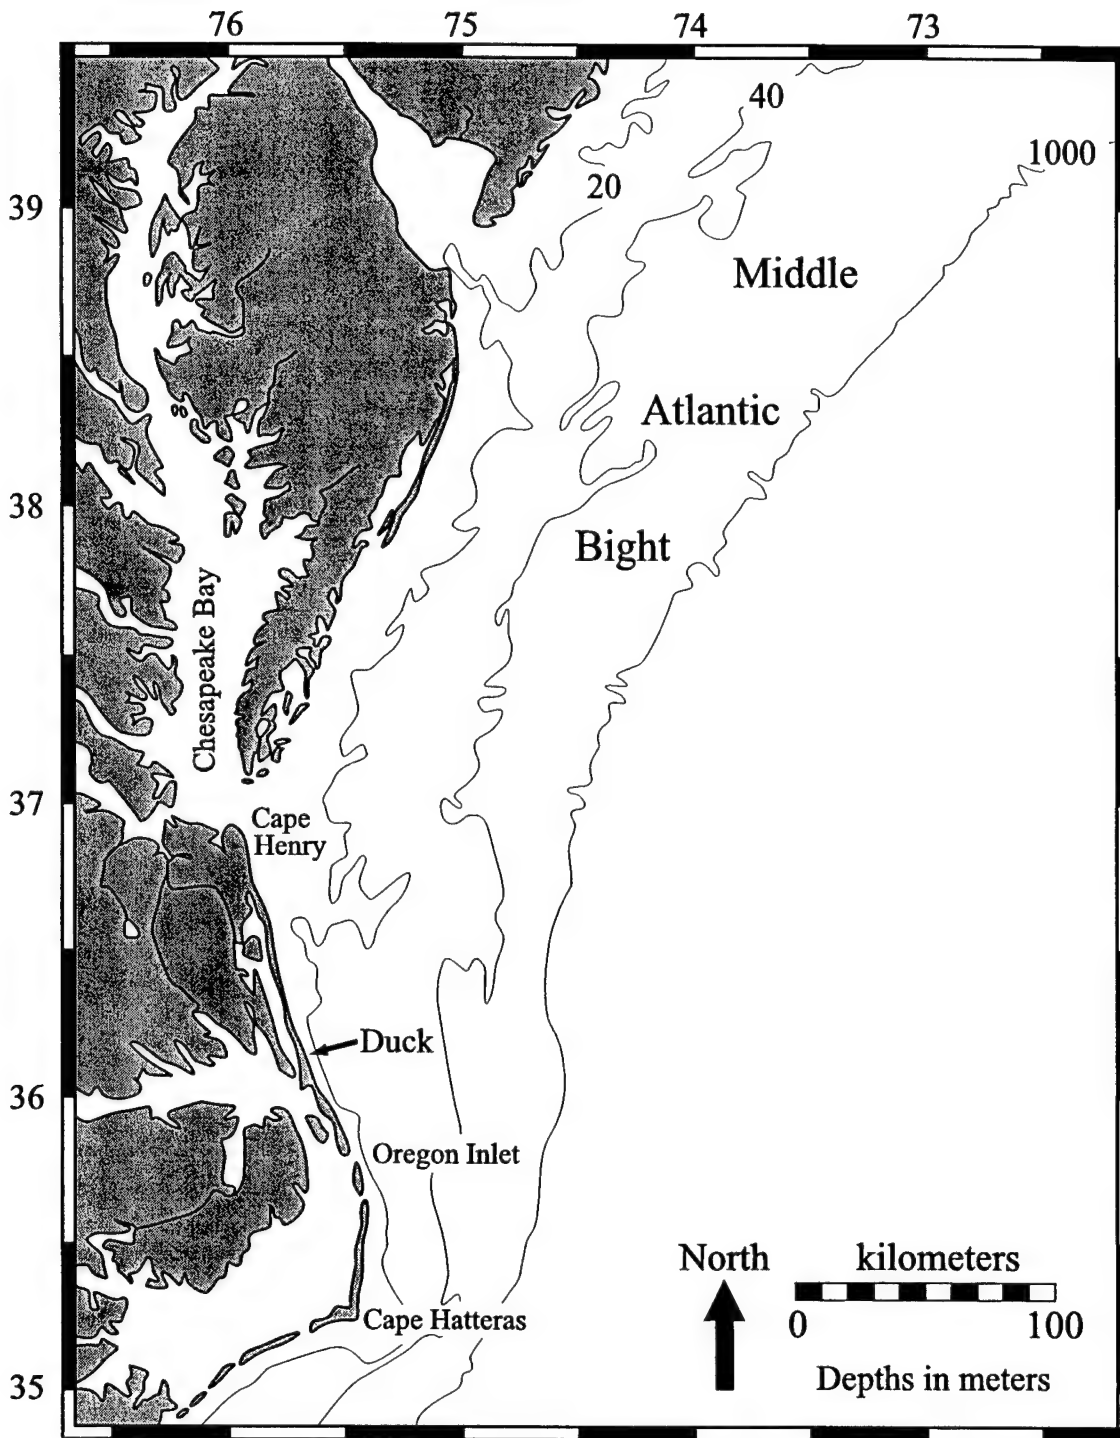 76 75 74 73
40
1000
20
39
Middle
Atlantic
38
Bight
Chesapeake Bay
37
Cape
Henry
Duck
36
Oregon Inlet
North
kilometers
Cape Hatteras
0 100
35
Depths in meters